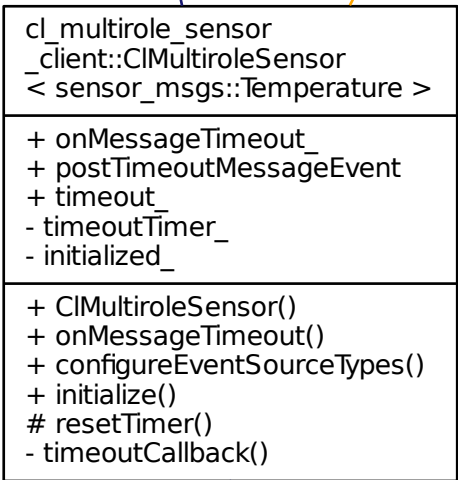 cl_multirole_sensor
_client::ClMultiroleSensor
< sensor_msgs::Temperature >
+ onMessageTimeout_
+ postTimeoutMessageEvent
+ timeout_
- timeoutTimer_
- initialized_
+ ClMultiroleSensor()
+ onMessageTimeout()
+ configureEventSourceTypes()
+ initialize()
# resetTimer()
- timeoutCallback()